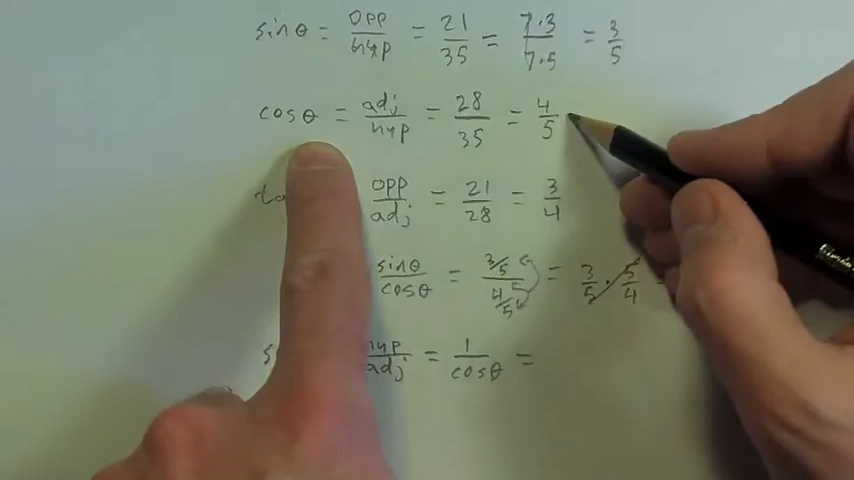 sinθ = opp/hyp = 21/35 = 7·3/7·5 = 3/5
cosθ = adj/hyp = 28/35 = 4/5
opp/adj = 21/28 = 3/4
sinθ/cosθ = 3/5/4/5 = 3/5 · 5/4
hyp/adj = 1/cosθ =